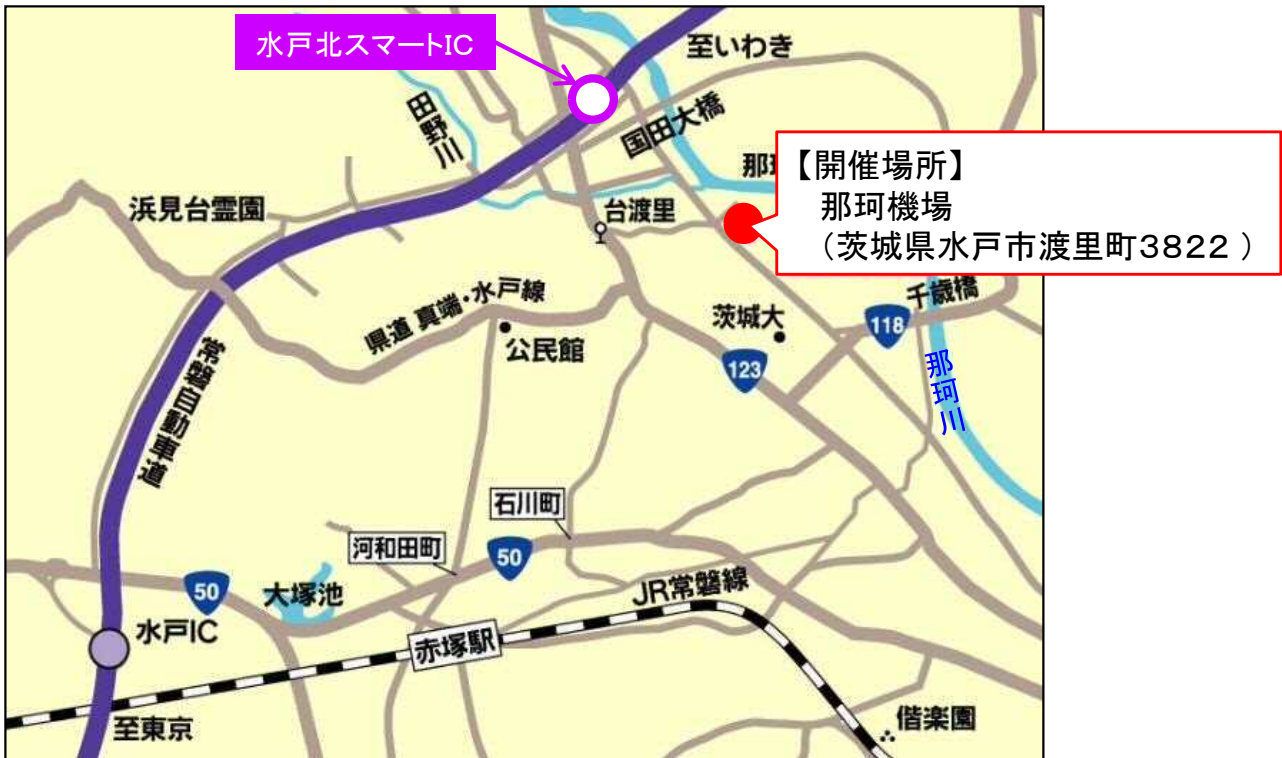 水戸北スマートIC
至いわき
田野川
国田大橋
那珂
【開催場所】
那珂機場
（茨城県水戸市渡里町3822 ）
浜見台霊園
台渡里
千歳橋
県道 真端・水戸線
茨城大
118
公民館
123
那珂川
常磐自動車道
石川町
河和田町
50
50
大塚池
JR常磐線
水戸IC
赤塚駅
偕楽園
至東京